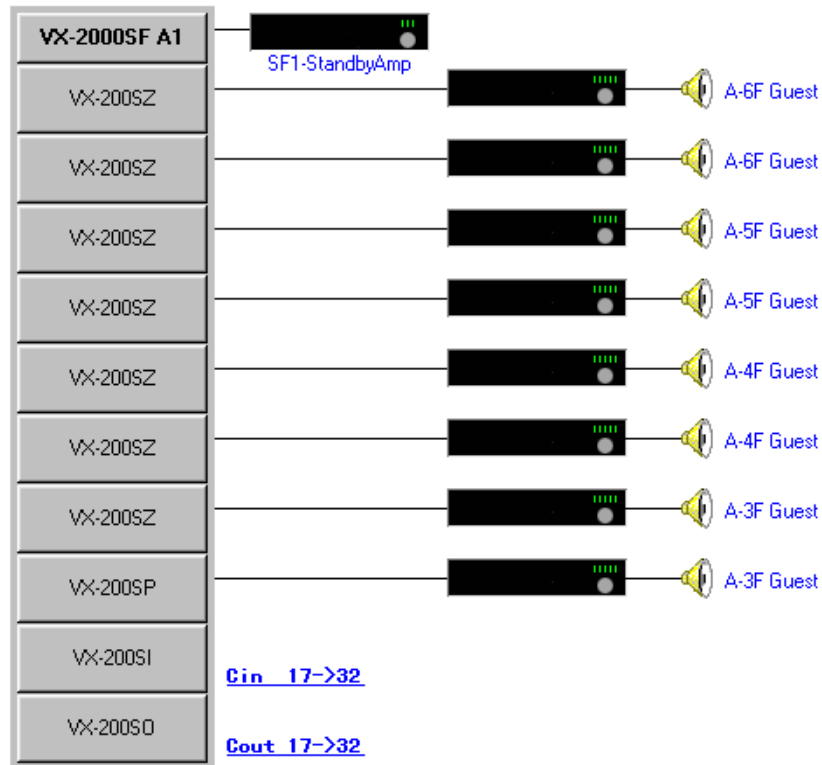 VX-2000SF A1
SF1-StandbyAmp
VX-200SZ
A-6F Guest
VX-200SZ
A-6F Guest
VX-200SZ
A-5F Guest
VX-200SZ
A-5F Guest
VX-200SZ
A-4F Guest
VX-200SZ
A-4F Guest
VX-200SZ
A-3F Guest
VX-200SP
A-3F Guest
VX-200SI
Cin 17->32
VX-200SO
Cout 17->32